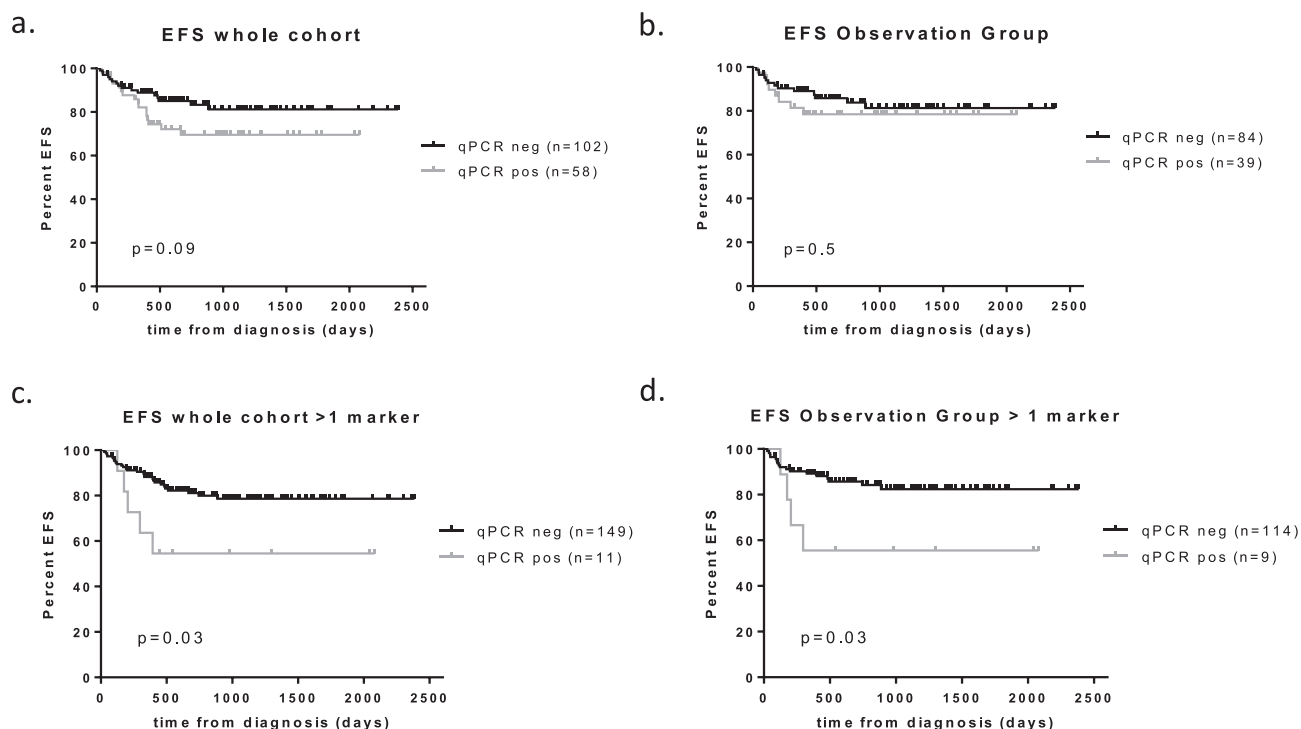 a.
EFS whole cohort
Percent EFS
100
80
60
40
20
0
0 500 1000 1500 2000 2500
time from diagnosis (days)
p=0.09
qPCR neg (n=102)
qPCR pos (n=58)
b.
EFS Observation Group
Percent EFS
100
80
60
40
20
0
0 500 1000 1500 2000 2500
time from diagnosis (days)
p=0.5
qPCR neg (n=84)
qPCR pos (n=39)
c.
EFS whole cohort >1 marker
Percent EFS
100
80
60
40
20
0
0 500 1000 1500 2000 2500
time from diagnosis (days)
p=0.03
qPCR neg (n=149)
qPCR pos (n=11)
d.
EFS Observation Group > 1 marker
Percent EFS
100
80
60
40
20
0
0 500 1000 1500 2000 2500
time from diagnosis (days)
p=0.03
qPCR neg (n=114)
qPCR pos (n=9)